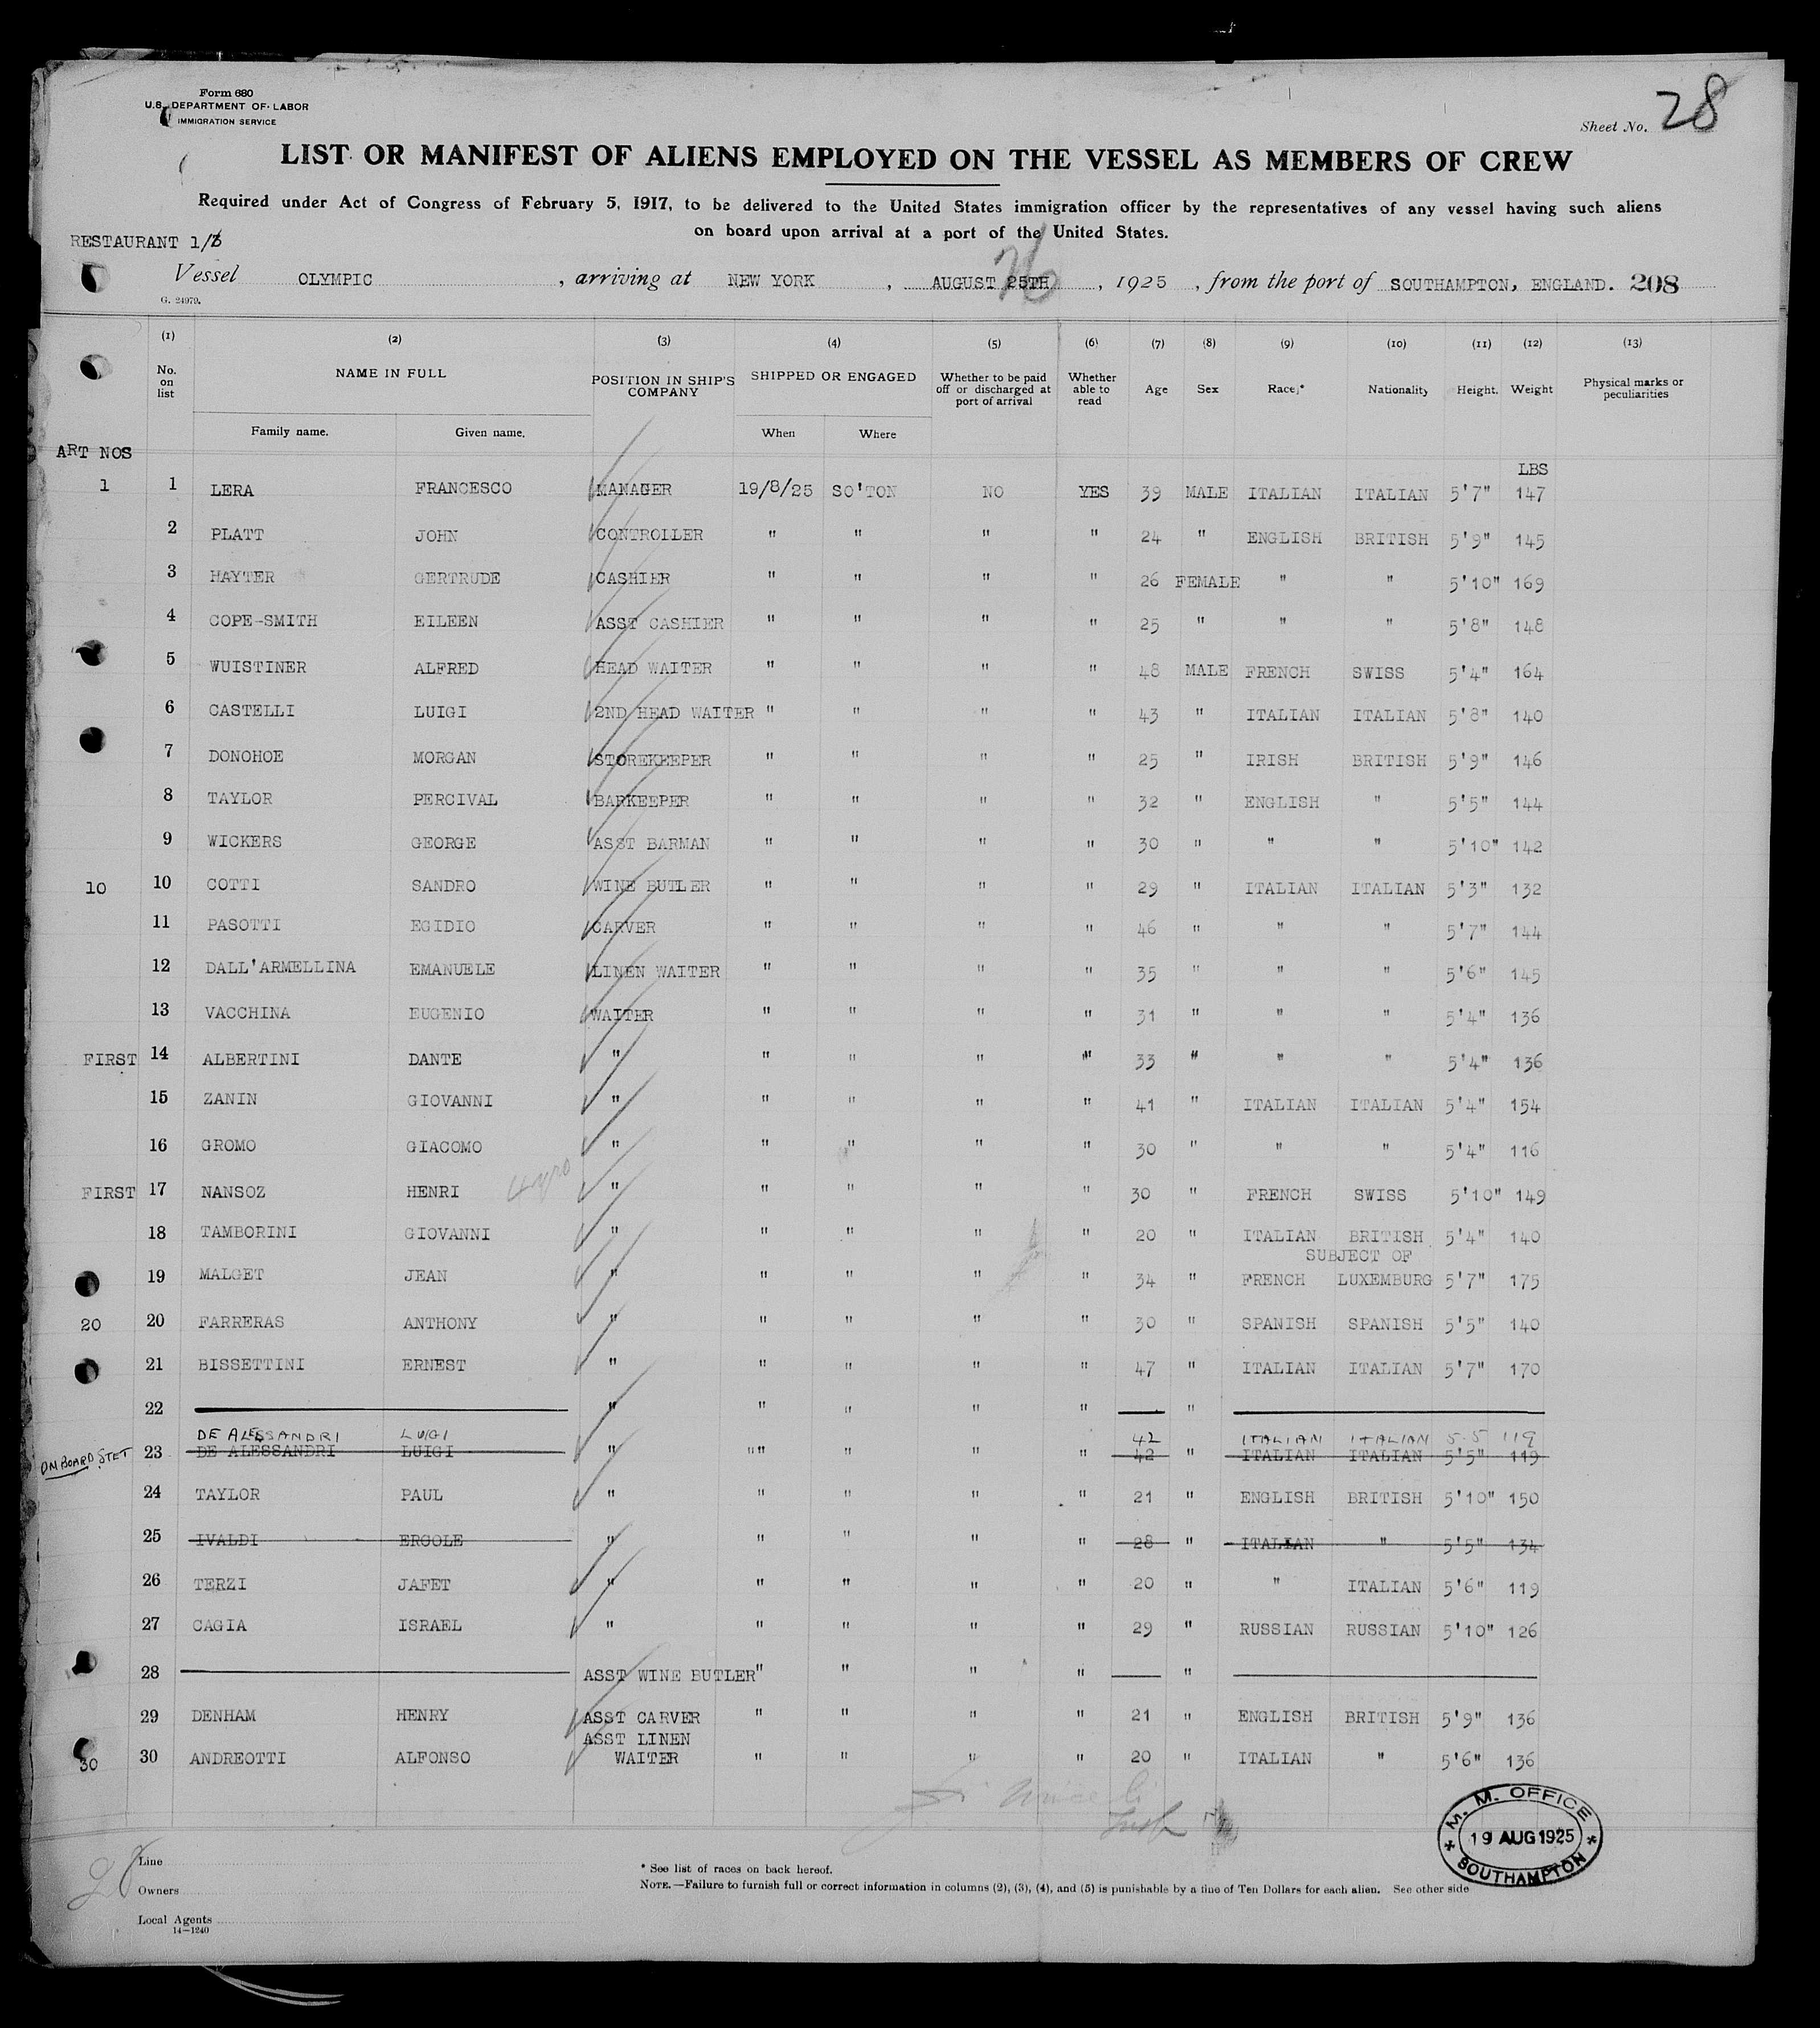 Form 680
U.S. DEPARTMENT OF LABOR
IMMIGRATION SERVICE
Sheet No. 28
LIST OR MANIFEST OF ALIENS EMPLOYED ON THE VESSEL AS MEMBERS OF CREW
Required under Act of Congress of February 5, 1917, to be delivered to the United States immigration officer by the representatives of any vessel having such aliens
on board upon arrival at a port of the United States.
RESTAURANT 1/
Vessel OLYMPIC, arriving at NEW YORK, AUGUST 25TH 26, 1925, from the port of SOUTHAMPTON, ENGLAND. 208
G. 24979.
(1) (2) (3) (4) (5) (6) (7) (8) (9) (10) (11) (12) (13)
No. on list NAME IN FULL POSITION IN SHIP'S COMPANY SHIPPED OR ENGAGED Whether to be paid off or discharged at port of arrival Whether able to read Age Sex Race* Nationality Height. Weight Physical marks or peculiarities
Family name. Given name. When Where
ART NOS
LBS
1 1 LERA FRANCESCO MANAGER 19/8/25 SO'TON NO YES 39 MALE ITALIAN ITALIAN 5'7" 147
2 PLATT JOHN CONTROLLER " " " " 24 " ENGLISH BRITISH 5'9" 145
3 HAYTER GERTRUDE CASHIER " " " " 26 FEMALE " " 5'10" 169
4 COPE-SMITH EILEEN ASST CASHIER " " " " 25 " " " 5'8" 148
5 WUISTINER ALFRED HEAD WAITER " " " " 48 MALE FRENCH SWISS 5'4" 164
6 CASTELLI LUIGI 2ND HEAD WAITER " " " " 43 " ITALIAN ITALIAN 5'8" 140
7 DONOHOE MORGAN STOREKEEPER " " " " 25 " IRISH BRITISH 5'9" 146
8 TAYLOR PERCIVAL BARKEEPER " " " " 32 " ENGLISH " 5'5" 144
9 WICKERS GEORGE ASST BARMAN " " " " 30 " " " 5'10" 142
10 10 COTTI SANDRO WINE BUTLER " " " " 29 " ITALIAN ITALIAN 5'3" 132
11 PASOTTI EGIDIO CARVER " " " " 46 " " " 5'7" 144
12 DALL'ARMELLINA EMANUELE LINEN WAITER " " " " 35 " " " 5'6" 145
13 VACCHINA EUGENIO WAITER " " " " 31 " " " 5'4" 136
FIRST 14 ALBERTINI DANTE " " " " " 33 " " " 5'4" 136
15 ZANIN GIOVANNI " " " " " 41 " ITALIAN ITALIAN 5'4" 154
16 GROMO GIACOMO " " " " " 30 " " " 5'4" 116
FIRST 17 NANSOZ HENRI " " " " " 30 " FRENCH SWISS 5'10" 149
18 TAMBORINI GIOVANNI " " " " " 20 " ITALIAN BRITISH 5'4" 140
SUBJECT OF
19 MALGET JEAN " " " " " 34 " FRENCH LUXEMBURG 5'7" 175
20 20 FARRERAS ANTHONY " " " " " 30 " SPANISH SPANISH 5'5" 140
21 BISSETTINI ERNEST " " " " " 47 " ITALIAN ITALIAN 5'7" 170
22 " " " " " "
DE ALESSANDRI LUIGI 42 ITALIAN ITALIAN 5.5 119
ON BOARD STET 23 DE ALESSANDRI LUIGI " "" " " " 42 " ITALIAN ITALIAN 5'5" 119
24 TAYLOR PAUL " " " " " 21 " ENGLISH BRITISH 5'10" 150
25 IVALDI ERCOLE " " " " " 28 " ITALIAN " 5'5" 134
26 TERZI JAFET " " " " " 20 " " ITALIAN 5'6" 119
27 CAGIA ISRAEL " " " " " 29 " RUSSIAN RUSSIAN 5'10" 126
28 ASST WINE BUTLER " " " " "
29 DENHAM HENRY ASST CARVER " " " " 21 " ENGLISH BRITISH 5'9" 136
ASST LINEN
30 30 ANDREOTTI ALFONSO WAITER " " " " 20 " ITALIAN " 5'6" 136
M. M. OFFICE
19 AUG 1925
SOUTHAMPTON
Line
Owners
Local Agents
14-1240
* See list of races on back hereof.
NOTE.—Failure to furnish full or correct information in columns (2), (3), (4), and (5) is punishable by a fine of Ten Dollars for each alien. See other side